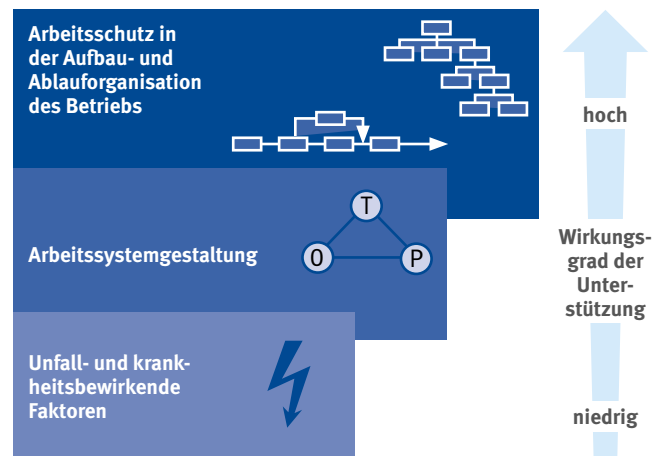 Arbeitsschutz in
der Aufbau- und
Ablauforganisation
des Betriebs
hoch
Arbeitssystemgestaltung
T
O
P
Wirkungs-
grad der
Unter-
stützung
Unfall- und krank-
heitsbewirkende
Faktoren
niedrig